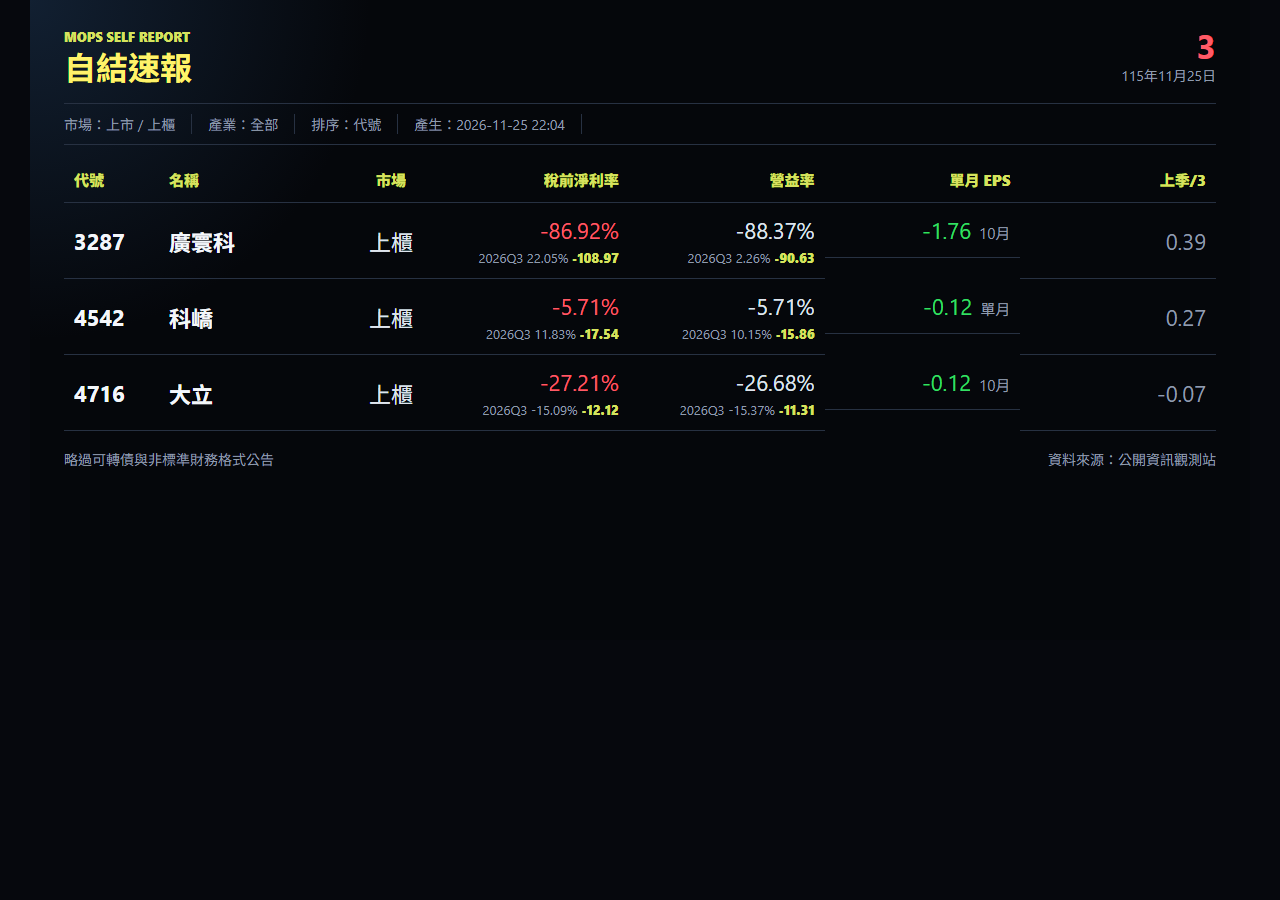 MOPS SELF REPORT
自結速報
3
115年11月25日
市場：上市 / 上櫃 產業：全部 排序：代號 產生：2026-11-25 22:04
代號 名稱 市場 稅前淨利率 營益率 單月 EPS 上季/3
3287 廣寰科 上櫃 -86.92% -88.37% -1.76 10月 0.39
2026Q3 22.05% -108.97 2026Q3 2.26% -90.63
4542 科嶠 上櫃 -5.71% -5.71% -0.12 單月 0.27
2026Q3 11.83% -17.54 2026Q3 10.15% -15.86
4716 大立 上櫃 -27.21% -26.68% -0.12 10月 -0.07
2026Q3 -15.09% -12.12 2026Q3 -15.37% -11.31
略過可轉債與非標準財務格式公告 資料來源：公開資訊觀測站